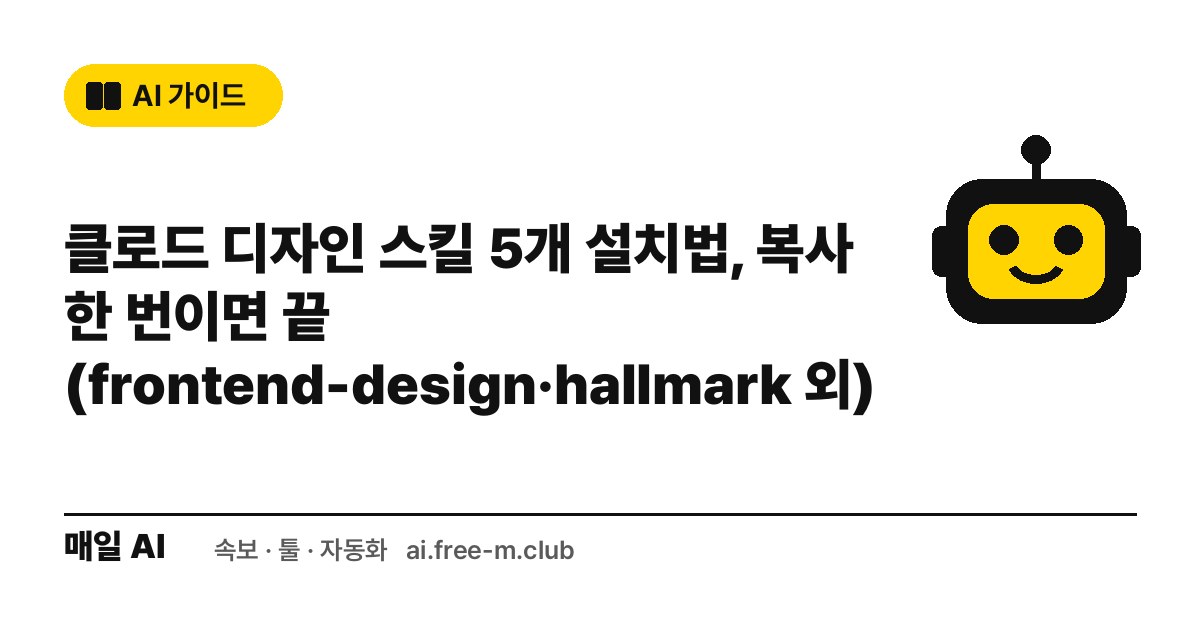 AI 가이드
클로드 디자인 스킬 5개 설치법, 복사
한 번이면 끝
(frontend-design·hallmark 외)
매일 AI 속보 · 툴 · 자동화 ai.free-m.club